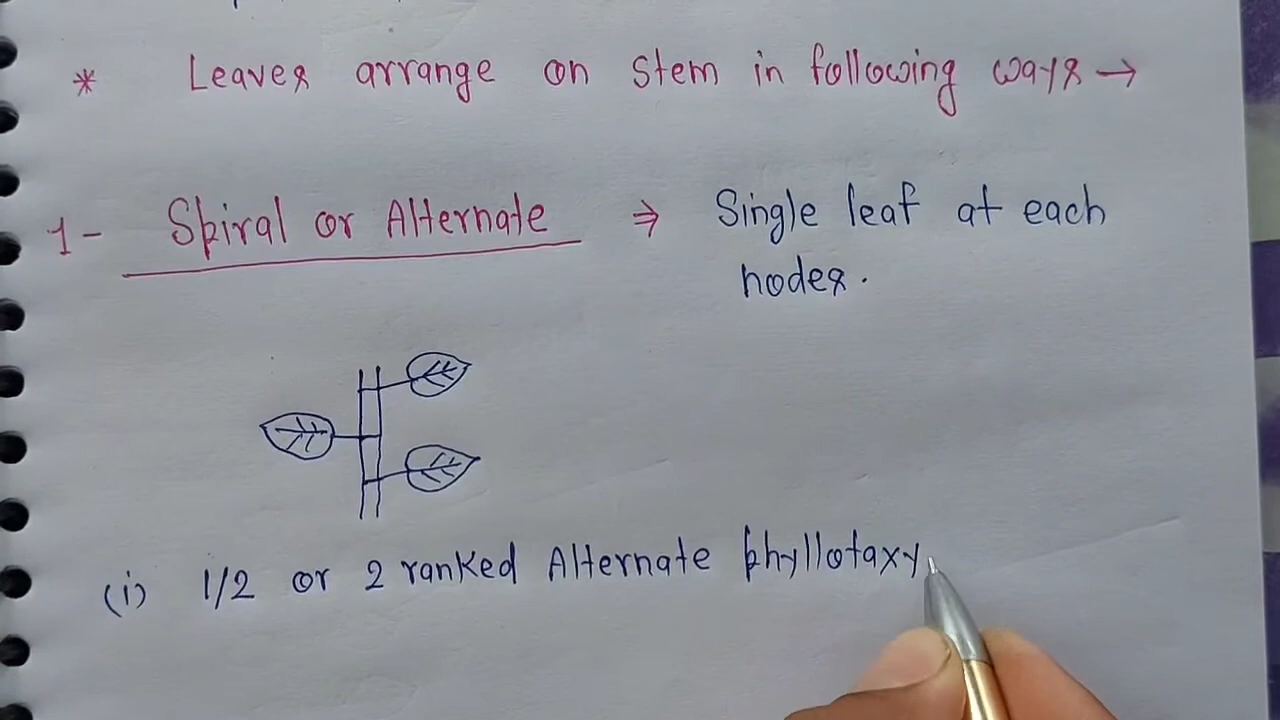 * Leaves arrange on stem in following ways →
1- Spiral or Alternate ⇒ Single leaf at each
nodes.
(i) 1/2 or 2 ranked Alternate phyllotaxy